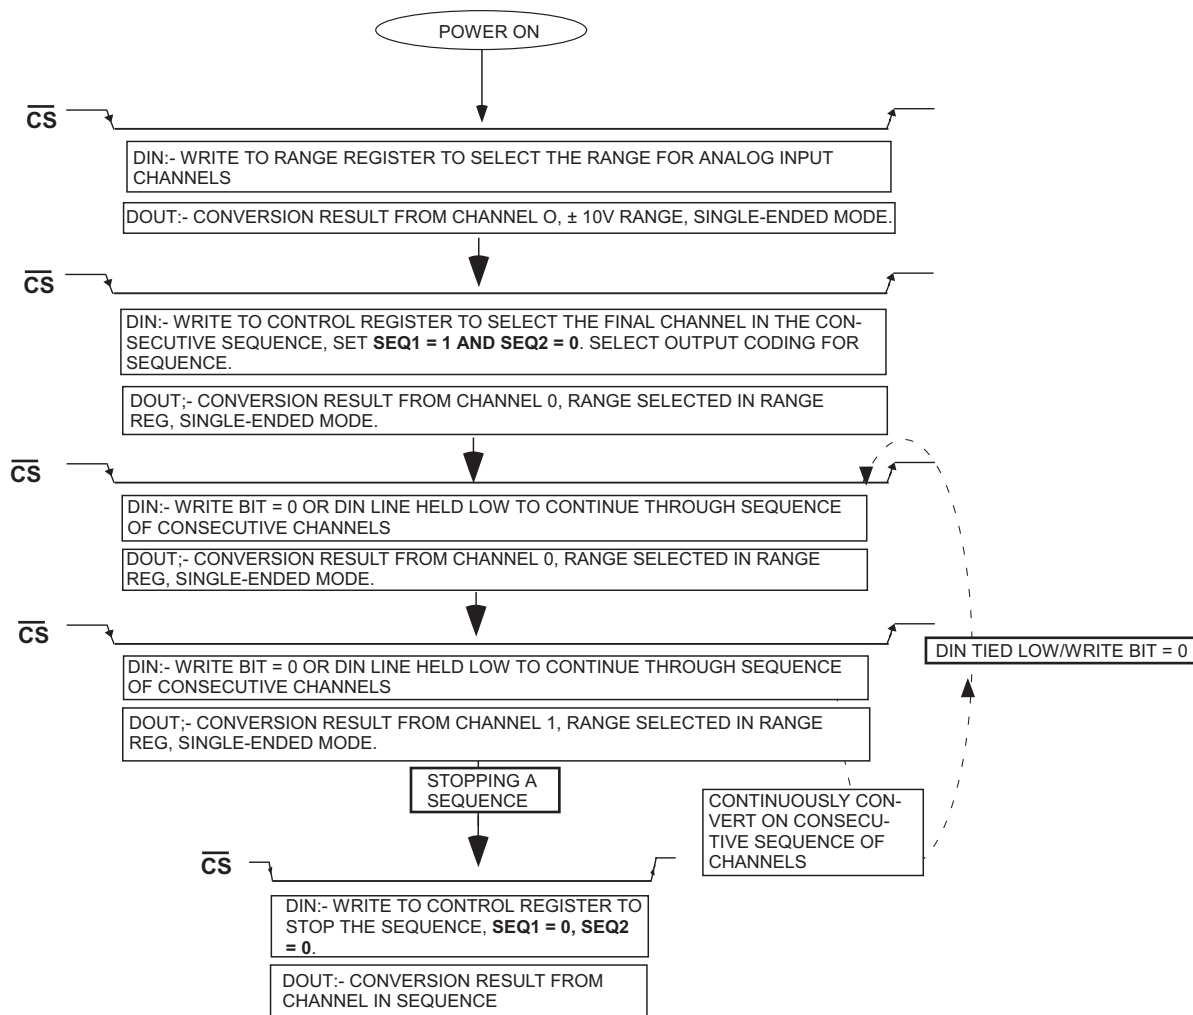 POWER ON
CS
DIN:- WRITE TO RANGE REGISTER TO SELECT THE RANGE FOR ANALOG INPUT
CHANNELS
DOUT:- CONVERSION RESULT FROM CHANNEL O, ± 10V RANGE, SINGLE-ENDED MODE.
CS
DIN:- WRITE TO CONTROL REGISTER TO SELECT THE FINAL CHANNEL IN THE CON-
SECUTIVE SEQUENCE, SET SEQ1 = 1 AND SEQ2 = 0. SELECT OUTPUT CODING FOR
SEQUENCE.
DOUT;- CONVERSION RESULT FROM CHANNEL 0, RANGE SELECTED IN RANGE
REG, SINGLE-ENDED MODE.
CS
DIN:- WRITE BIT = 0 OR DIN LINE HELD LOW TO CONTINUE THROUGH SEQUENCE
OF CONSECUTIVE CHANNELS
DOUT;- CONVERSION RESULT FROM CHANNEL 0, RANGE SELECTED IN RANGE
REG, SINGLE-ENDED MODE.
CS
DIN TIED LOW/WRITE BIT = 0
DIN:- WRITE BIT = 0 OR DIN LINE HELD LOW TO CONTINUE THROUGH SEQUENCE
OF CONSECUTIVE CHANNELS
DOUT;- CONVERSION RESULT FROM CHANNEL 1, RANGE SELECTED IN RANGE
REG, SINGLE-ENDED MODE.
STOPPING A
SEQUENCE
CONTINUOUSLY CON-
VERT ON CONSECU-
TIVE SEQUENCE OF
CHANNELS
CS
DIN:- WRITE TO CONTROL REGISTER TO
STOP THE SEQUENCE, SEQ1 = 0, SEQ2
= 0.
DOUT:- CONVERSION RESULT FROM
CHANNEL IN SEQUENCE